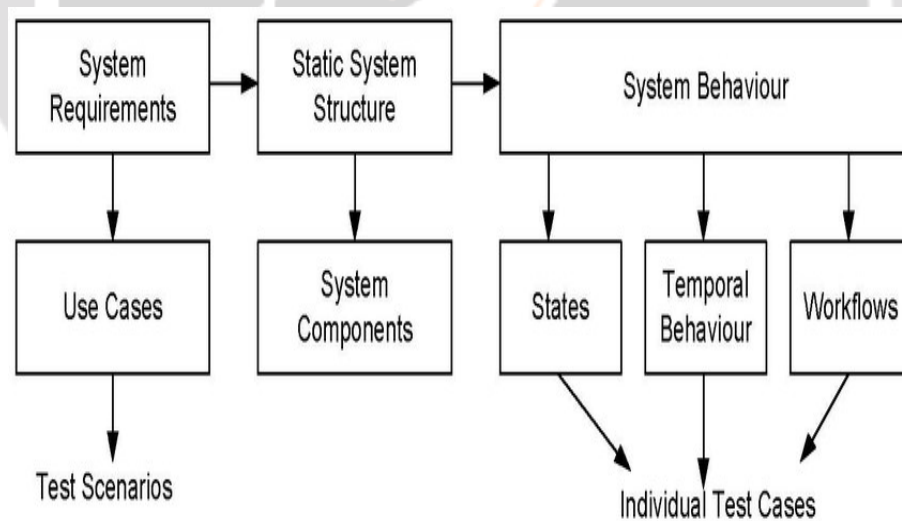 System
Requirements
Static System
Structure
System Behaviour
Use Cases
System
Components
States
Temporal
Behaviour
Workflows
Test Scenarios
Individual Test Cases